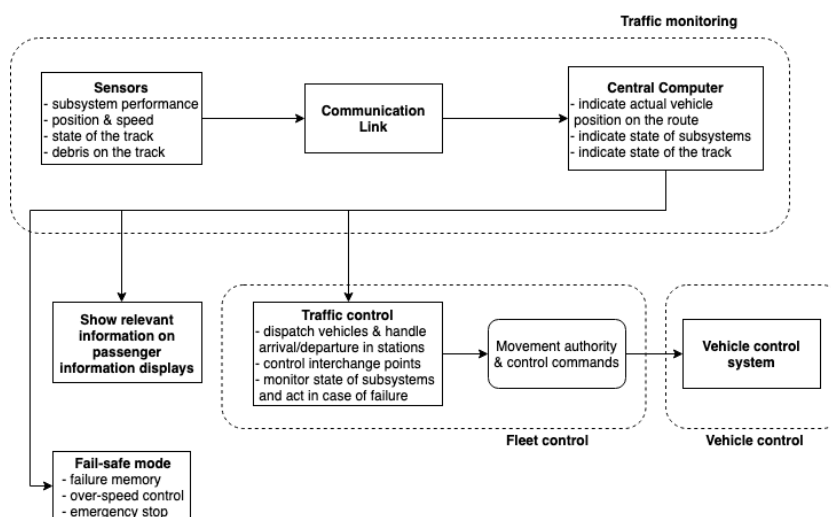 Traffic monitoring
Sensors
- subsystem performance
- position & speed
- state of the track
- debris on the track
Communication
Link
Central Computer
- indicate actual vehicle
position on the route
- indicate state of subsystems
- indicate state of the track
Show relevant
information on
passenger
information displays
Traffic control
- dispatch vehicles & handle
arrival/departure in stations
- control interchange points
- monitor state of subsystems
and act in case of failure
Movement authority
& control commands
Vehicle control
system
Fleet control
Vehicle control
Fail-safe mode
- failure memory
- over-speed control
- emergency stop